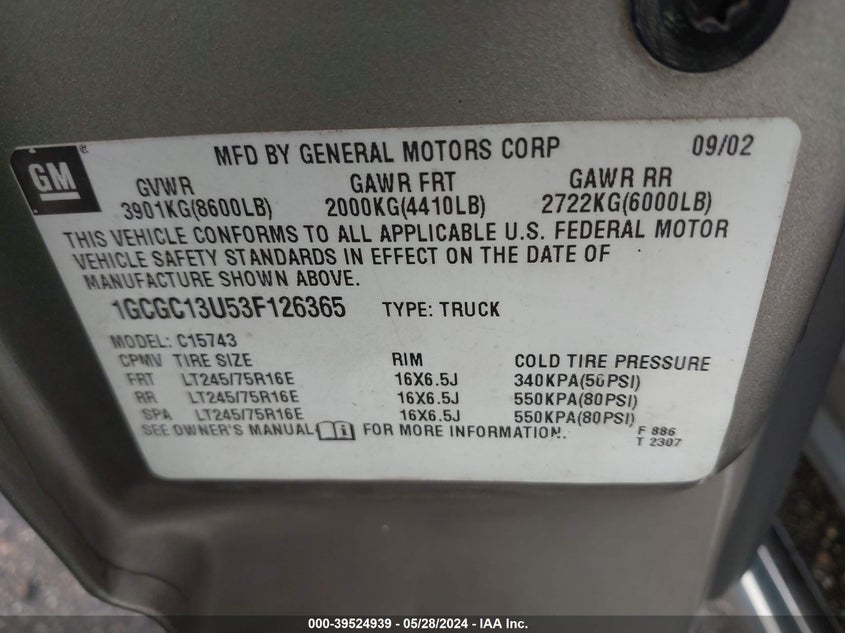 GM®
MFD BY GENERAL MOTORS CORP 09/02
GVWR GAWR FRT GAWR RR
3901KG(8600LB) 2000KG(4410LB) 2722KG(6000LB)
THIS VEHICLE CONFORMS TO ALL APPLICABLE U.S. FEDERAL MOTOR
VEHICLE SAFETY STANDARDS IN EFFECT ON THE DATE OF
MANUFACTURE SHOWN ABOVE.
1GCGC13U53F126365 TYPE: TRUCK
MODEL: C15743
CPMV TIRE SIZE RIM COLD TIRE PRESSURE
FRT LT245/75R16E 16X6.5J 340KPA(50PSI)
RR LT245/75R16E 16X6.5J 550KPA(80PSI)
SPA LT245/75R16E 16X6.5J 550KPA(80PSI)
SEE OWNER'S MANUAL FOR MORE INFORMATION.
F 886
T 2307
000-39524939 - 05/28/2024 - IAA Inc.